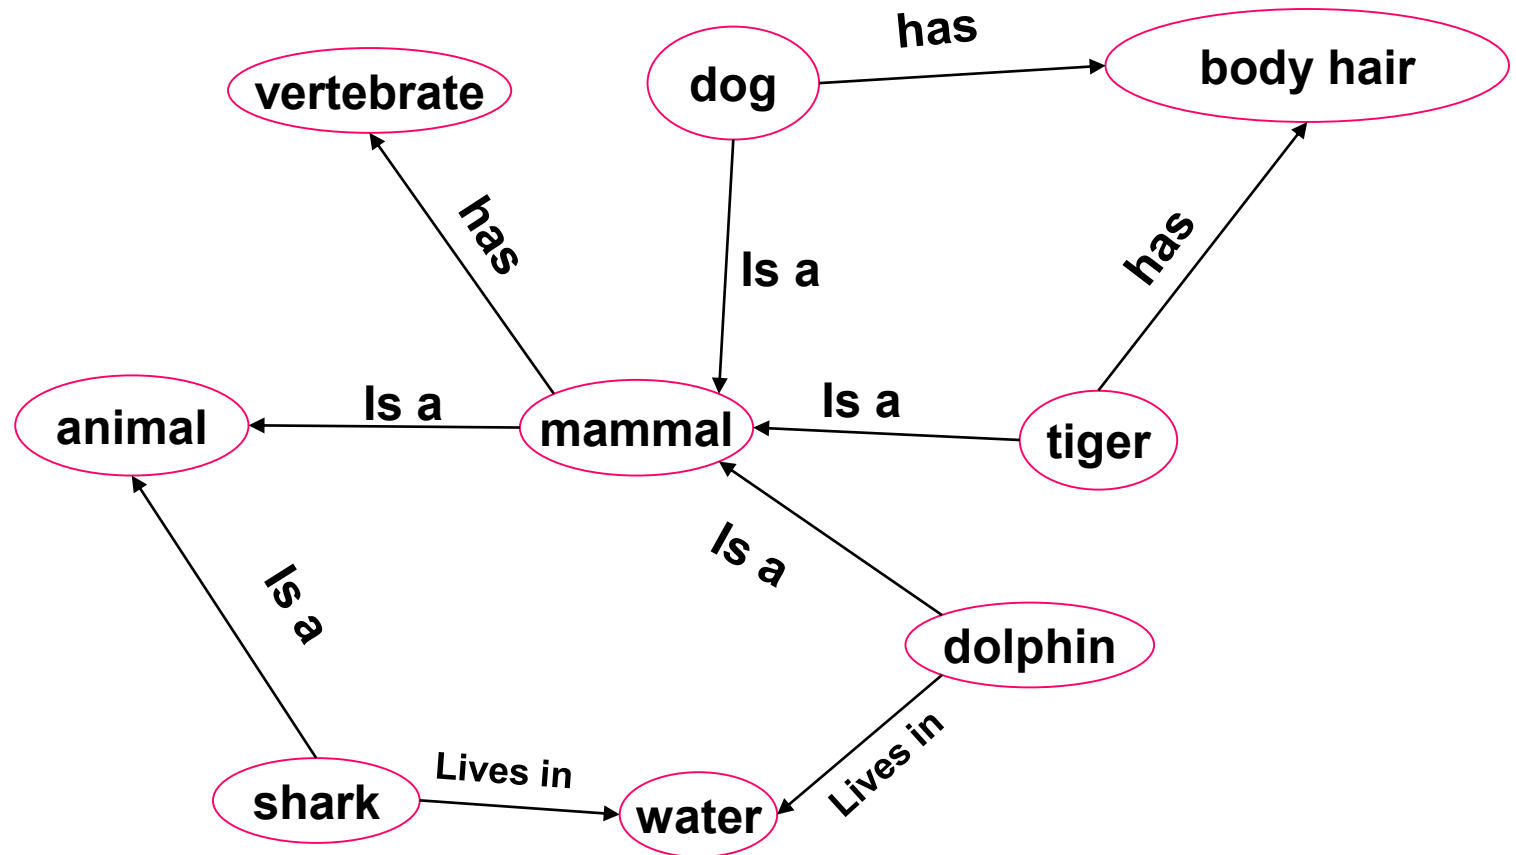 has
dog
body hair
vertebrate
has
has
Is a
Is a
Is a
animal
mammal
tiger
Is a
Is a
dolphin
Lives in
Lives in
shark
water